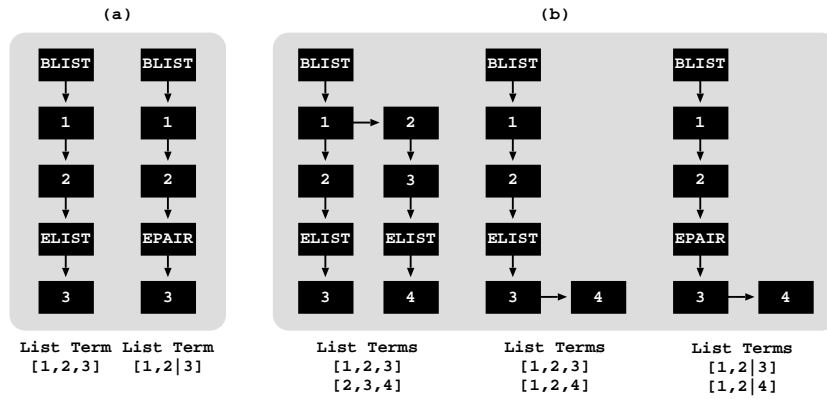 (a)
(b)
BLIST BLIST BLIST BLIST BLIST
1 1 1 2 1 1
2 2 2 3 2 2
ELIST EPAIR ELIST ELIST ELIST EPAIR
3 3 3 4 3 4 3 4
List Term List Term List Terms List Terms List Terms
[1,2,3] [1,2|3] [1,2,3] [1,2,3] [1,2|3]
[2,3,4] [1,2,4] [1,2|4]